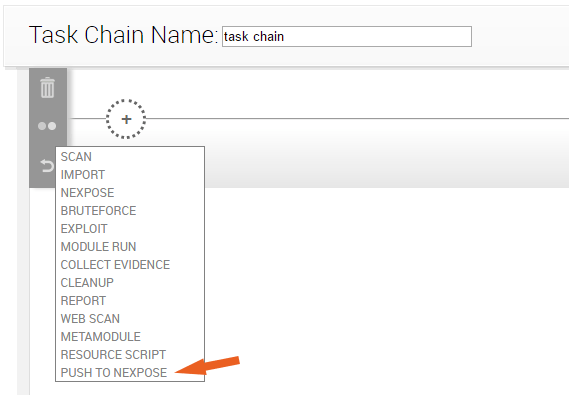 Task Chain Name: task chain
+
SCAN
IMPORT
NEXPOSE
BRUTEFORCE
EXPLOIT
MODULE RUN
COLLECT EVIDENCE
CLEANUP
REPORT
WEB SCAN
METAMODULE
RESOURCE SCRIPT
PUSH TO NEXPOSE